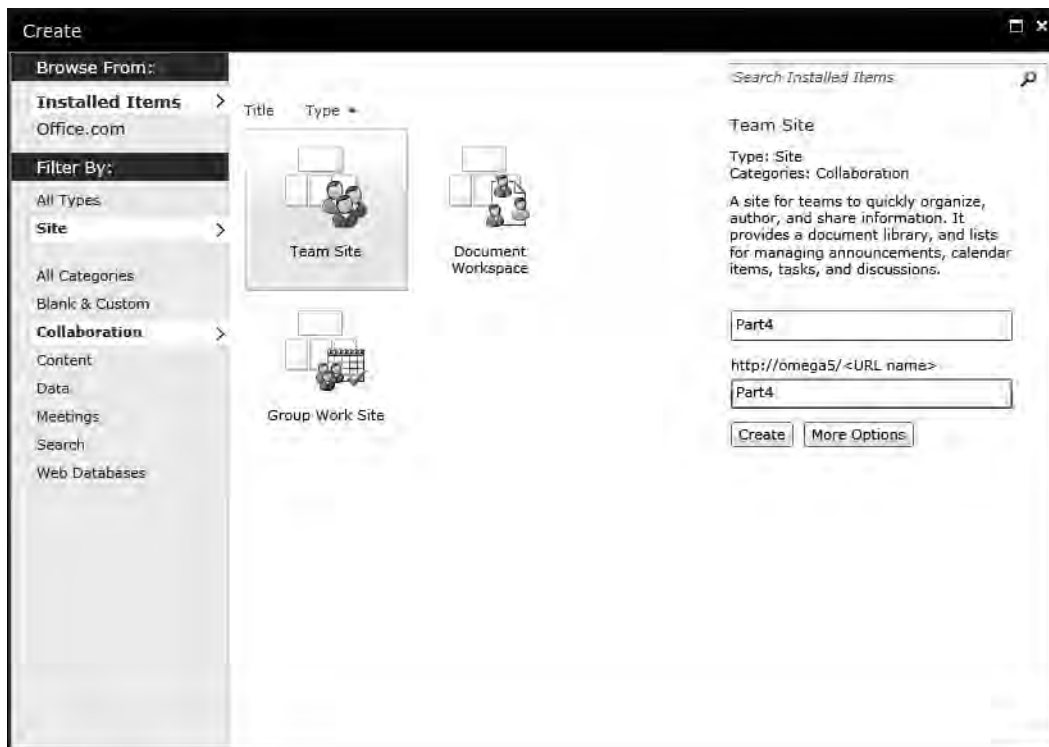 Create
Browse From:
Installed Items
Office.com
Filter By:
All Types
Site
All Categories
Blank & Custom
Collaboration
Content
Data
Meetings
Search
Web Databases
Title Type
Team Site
Document
Workspace
Group Work Site
Search Installed Items
Team Site
Type: Site
Categories: Collaboration
A site for teams to quickly organize,
author, and share information. It
provides a document library, and lists
for managing announcements, calendar
items, tasks, and discussions.
Part4
http://omega5/<URL name>
Part4
Create More Options